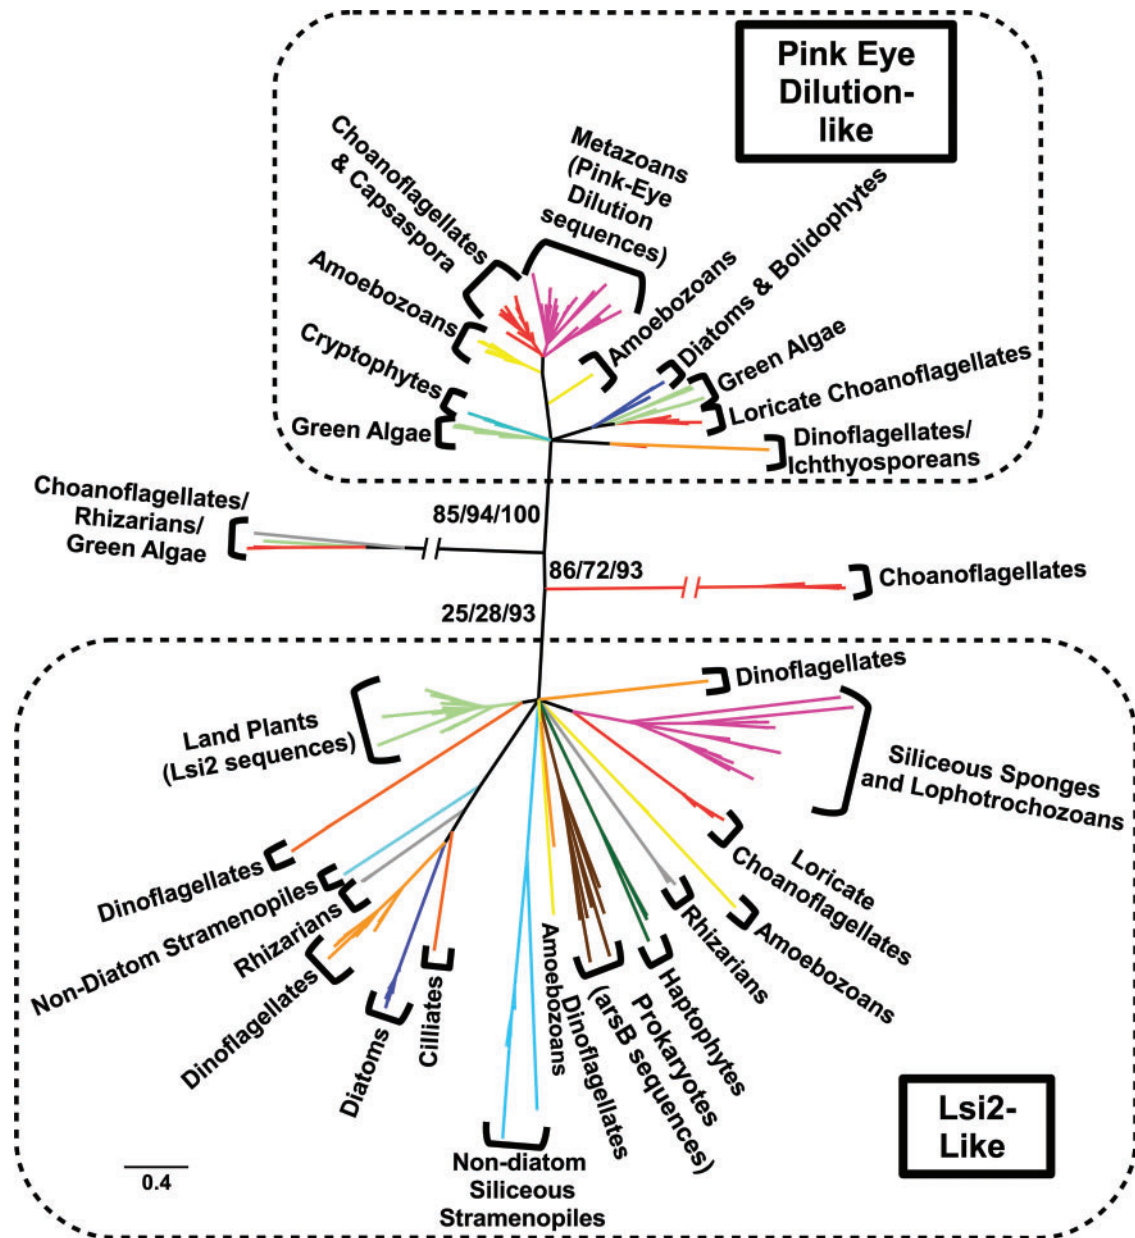 Pink Eye
Dilution-
like
Choanoflagellates
& Capsaspora
Metazoans
(Pink-Eye
Dilution
sequences)
Amoebozoans
Cryptophytes
Green Algae
Amoebozoans
Diatoms & Bolidophytes
Green Algae
Loricate Choanoflagellates
Dinoflagellates/
Ichthyosporeans
Choanoflagellates/
Rhizarians/
Green Algae
85/94/100
86/72/93
Choanoflagellates
25/28/93
Dinoflagellates
Land Plants
(Lsi2 sequences)
Siliceous Sponges
and Lophotrochozoans
Dinoflagellates
Non-Diatom Stramenopiles
Rhizarians
Dinoflagellates
Diatoms
Cilliates
Non-diatom
Siliceous
Stramenopiles
Amoebozoans
Dinoflagellates
Prokaryotes
(arsB sequences)
Haptophytes
Rhizarians
Loricate
Choanoflagellates
Amoebozoans
Lsi2-
Like
0.4